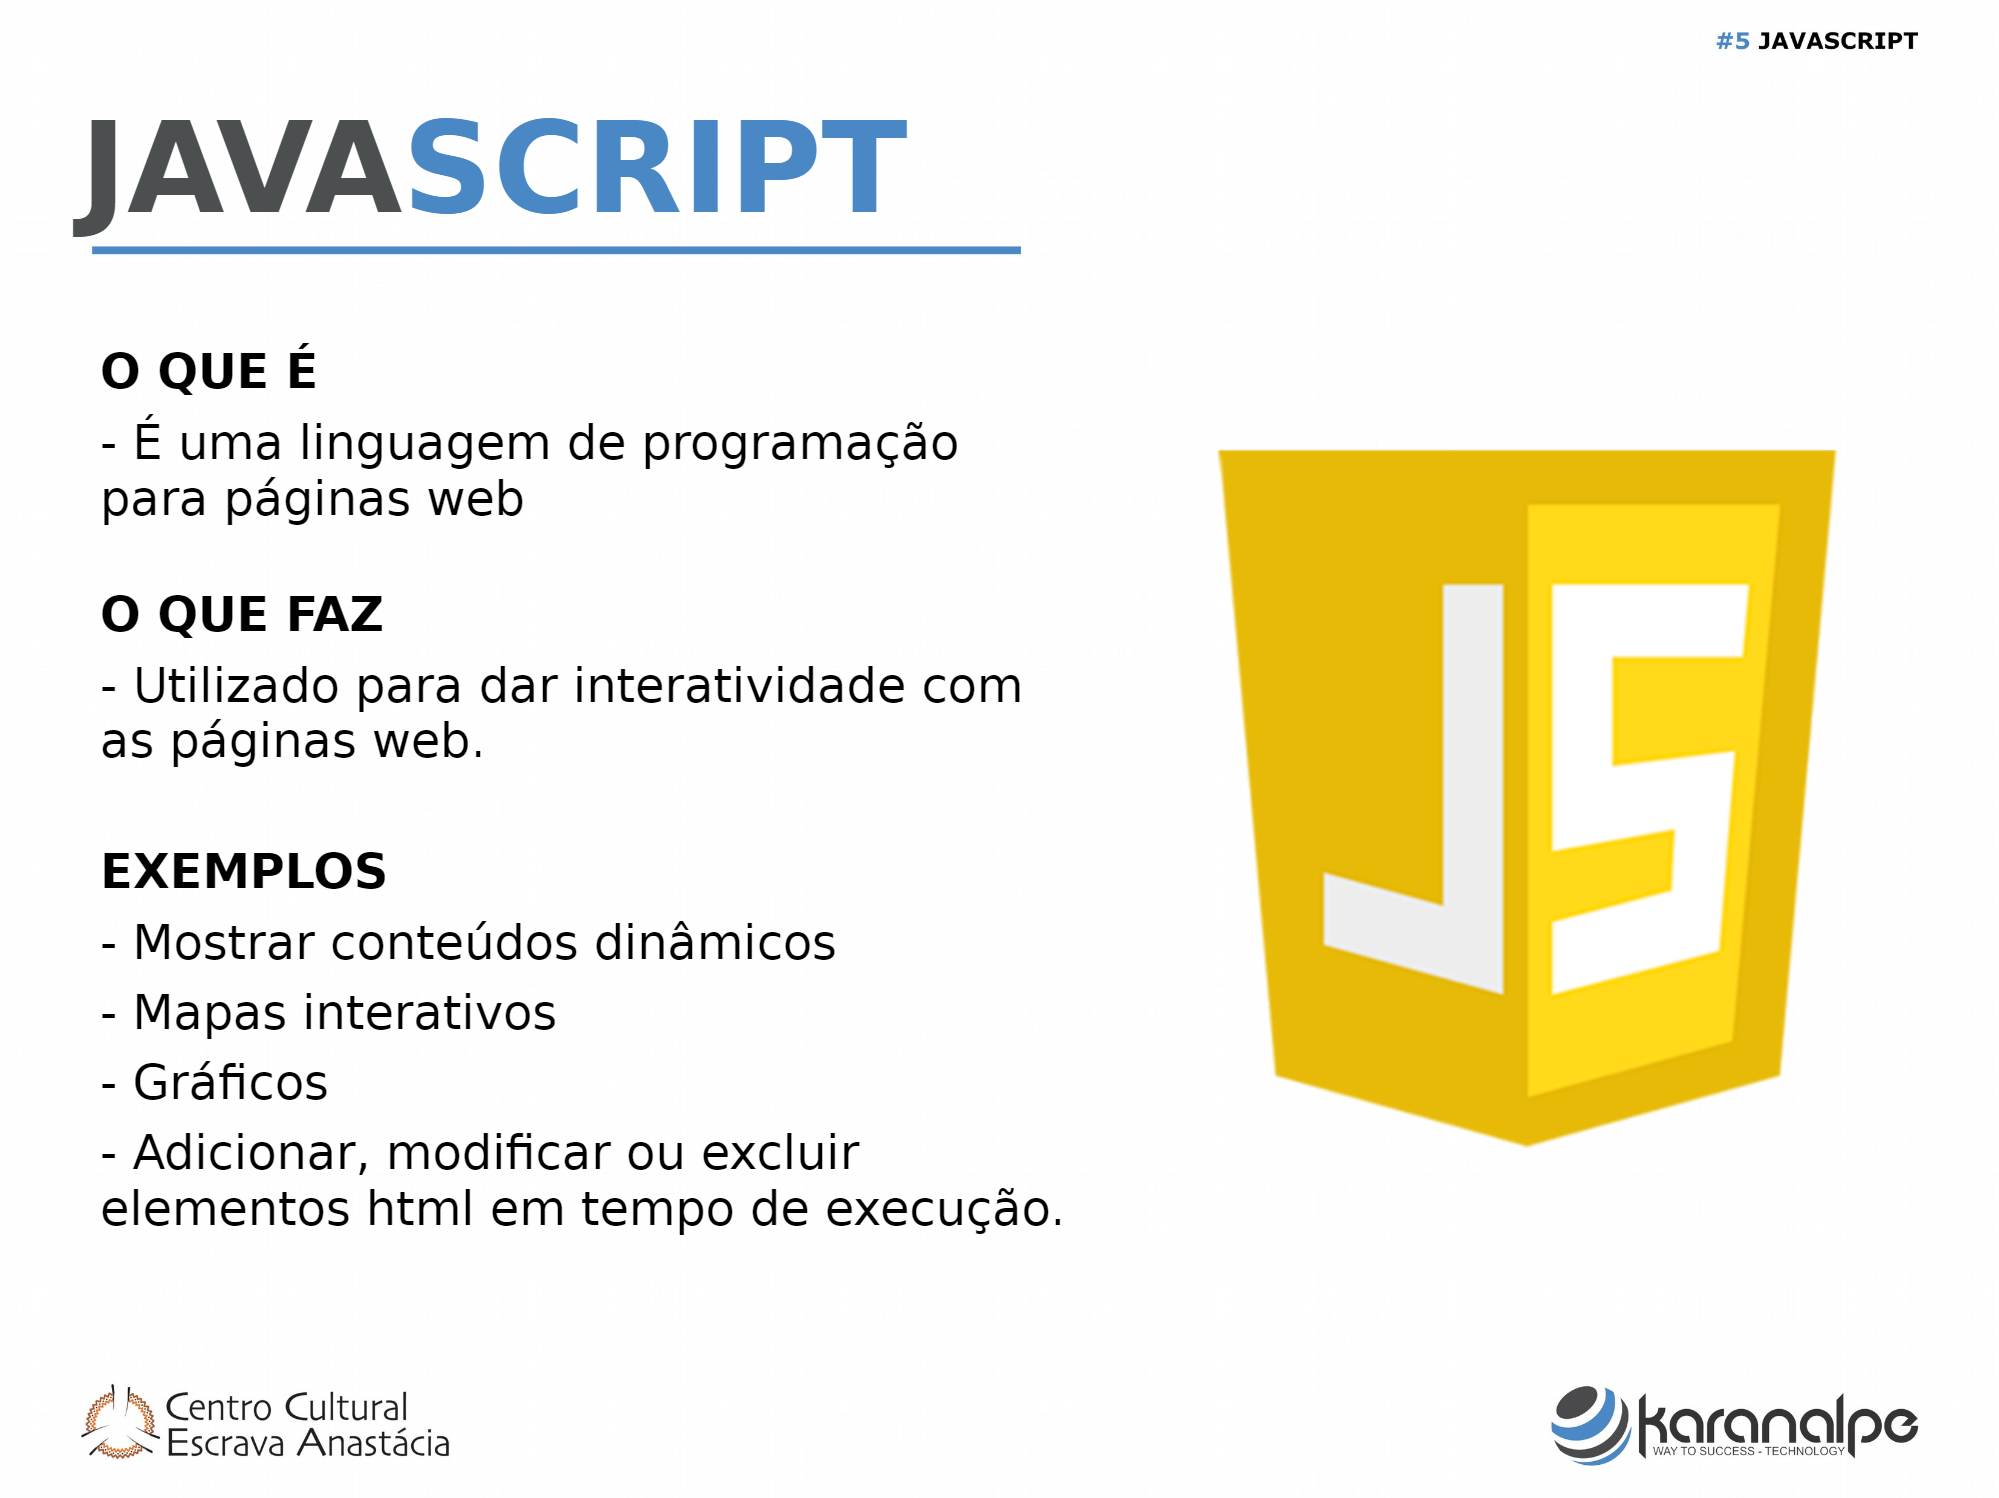 #5 JAVASCRIPT
JAVASCRIPT
O QUE É
- É uma linguagem de programação
para páginas web
O QUE FAZ
- Utilizado para dar interatividade com
as páginas web.
EXEMPLOS
- Mostrar conteúdos dinâmicos
- Mapas interativos
- Gráficos
- Adicionar, modificar ou excluir
elementos html em tempo de execução.
JS
Centro Cultural
Escrava Anastácia
karanalpe
WAY TO SUCCESS - TECHNOLOGY